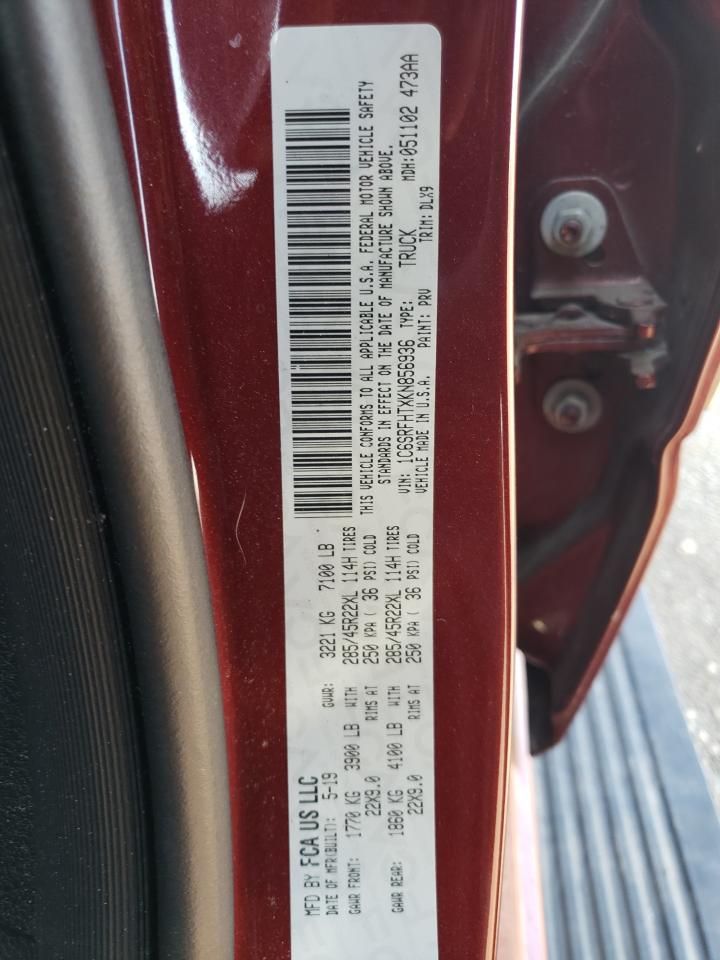 MFD BY FCA US LLC
DATE OF MFR(BUILT): 5-19
GVWR: 3221 KG 7100 LB
GAWR FRONT: 1770 KG 3900 LB WITH 285/45R22XL 114H TIRES
22X9.0 RIMS AT 250 KPA ( 36 PSI) COLD
GAWR REAR: 1860 KG 4100 LB WITH 285/45R22XL 114H TIRES
22X9.0 RIMS AT 250 KPA ( 36 PSI) COLD
THIS VEHICLE CONFORMS TO ALL APPLICABLE U.S.A. FEDERAL MOTOR VEHICLE SAFETY
STANDARDS IN EFFECT ON THE DATE OF MANUFACTURE SHOWN ABOVE.
VIN: 1C6SRFHTXKN856936 TYPE: TRUCK MDH:051102 473AA
VEHICLE MADE IN U.S.A. PAINT: PRV TRIM: DLX9